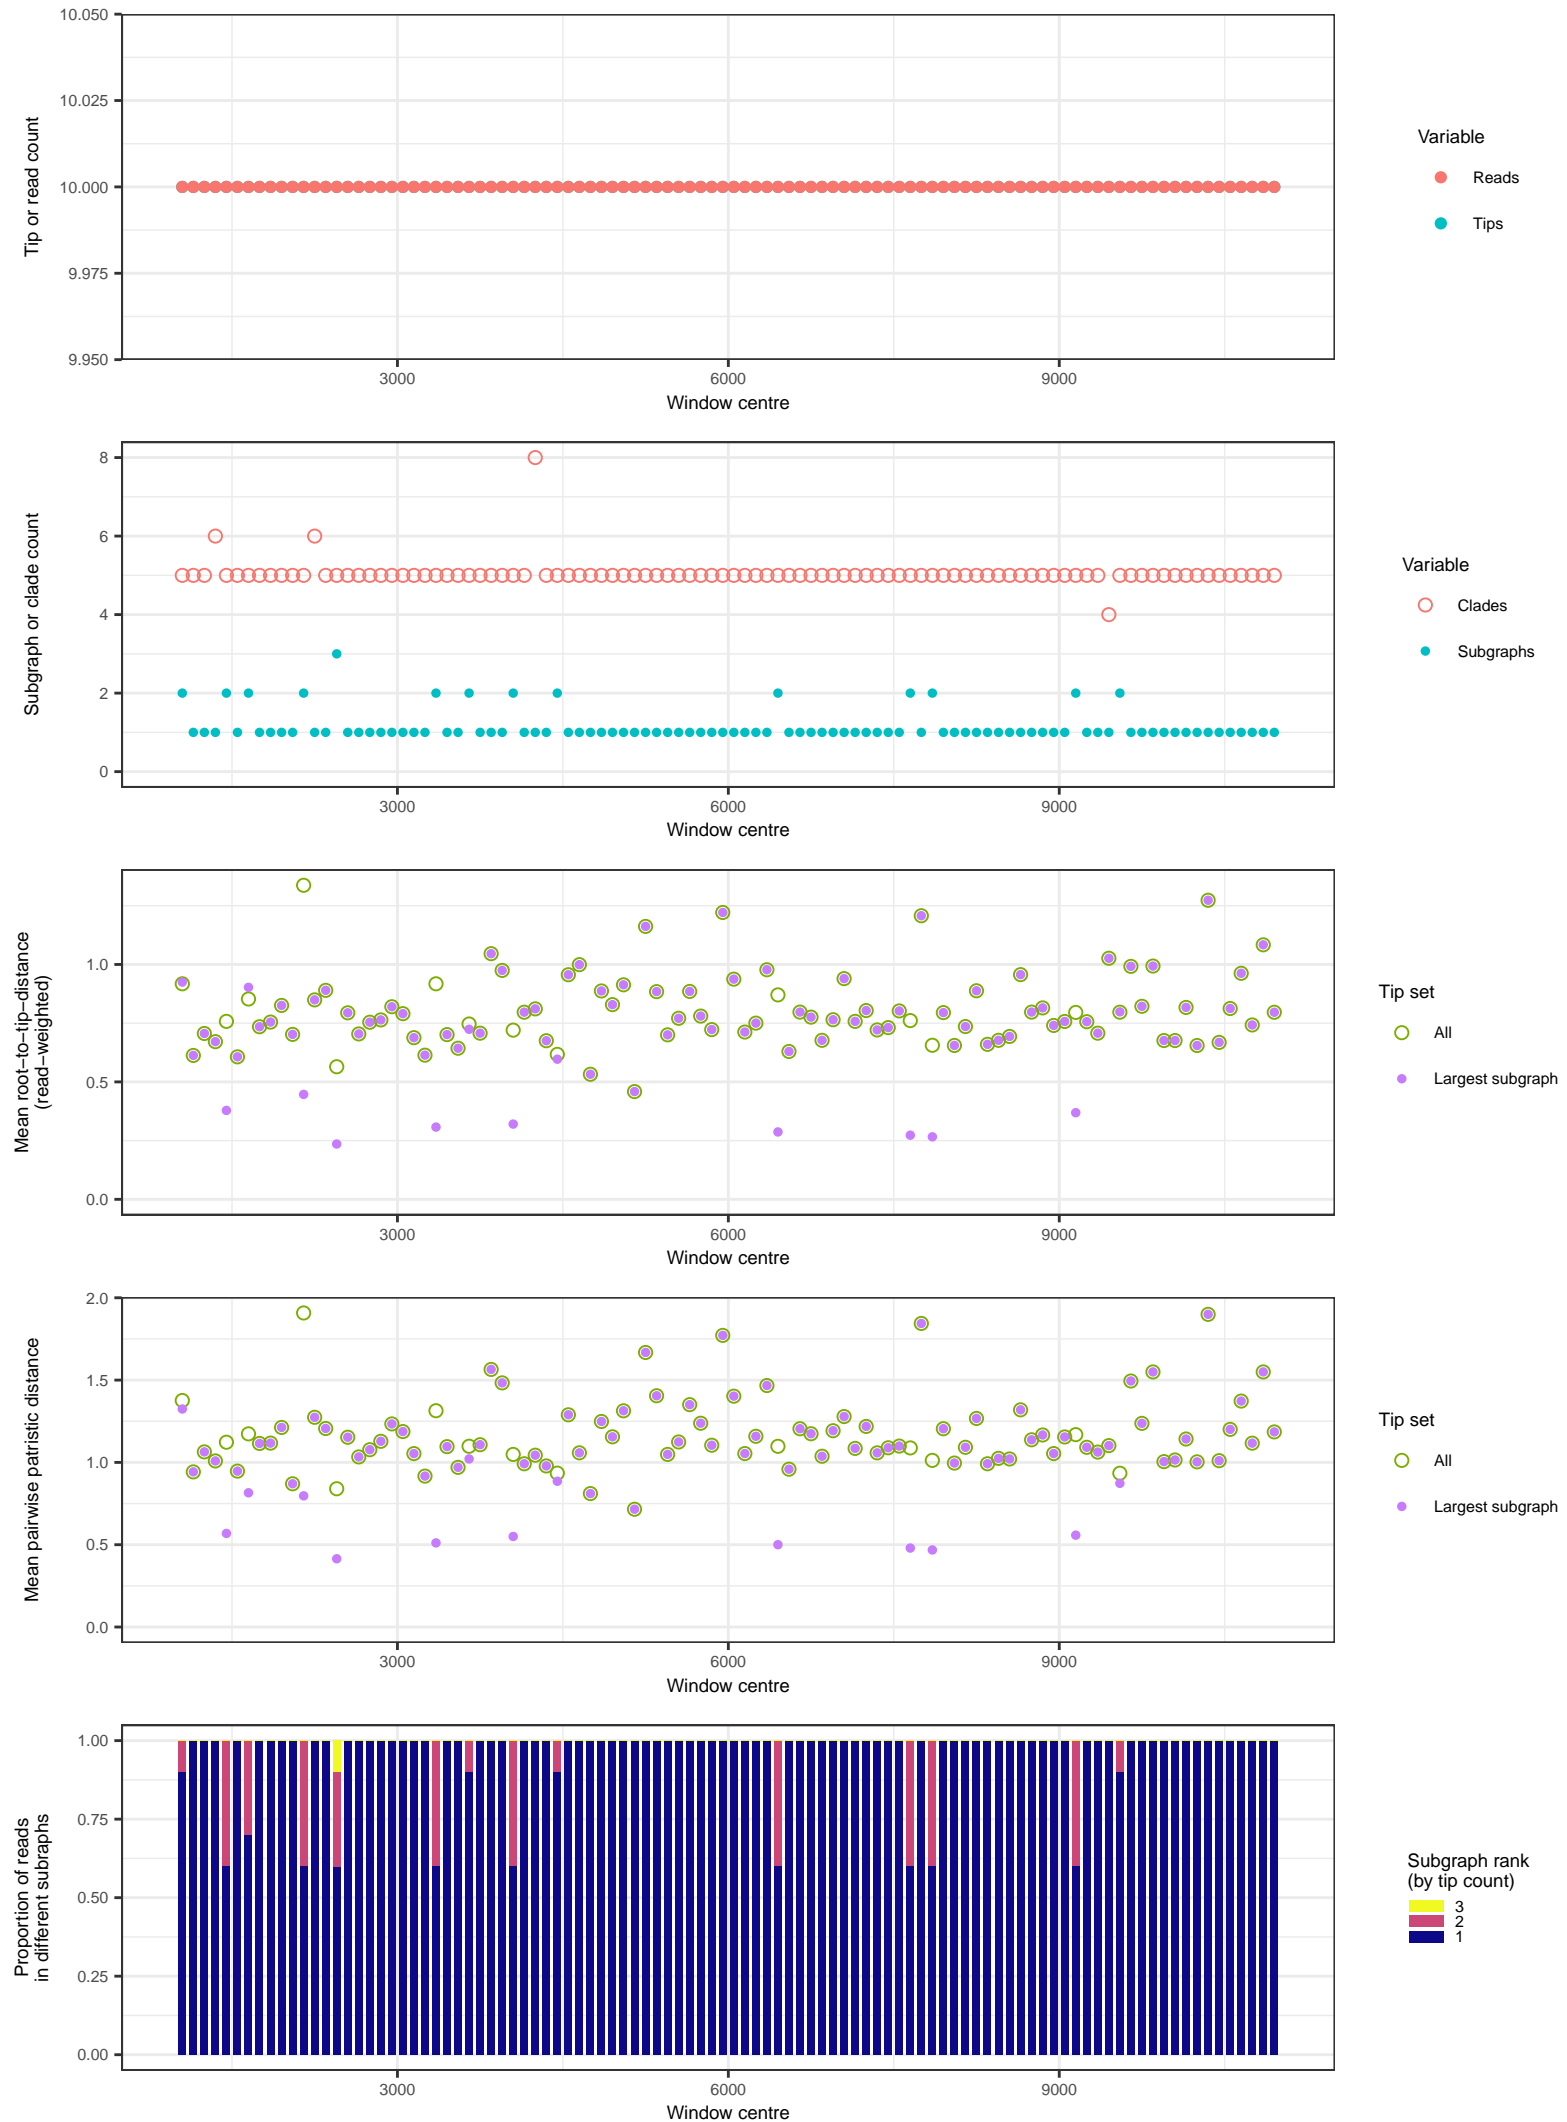 10.050
10.025
10.000
9.975
9.950
Tip or read count
3000
6000
9000
Window centre
Variable
Reads
Tips
8
6
4
2
0
Subgraph or clade count
3000
6000
9000
Window centre
Variable
Clades
Subgraphs
1.0
0.5
0.0
Mean root−to−tip−distance
(read−weighted)
3000
6000
9000
Window centre
Tip set
All
Largest subgraph
2.0
1.5
1.0
0.5
0.0
Mean pairwise patristic distance
3000
6000
9000
Window centre
Tip set
All
Largest subgraph
1.00
0.75
0.50
0.25
0.00
Proportion of reads
in different subraphs
3000
6000
9000
Window centre
Subgraph rank
(by tip count)
3
2
1